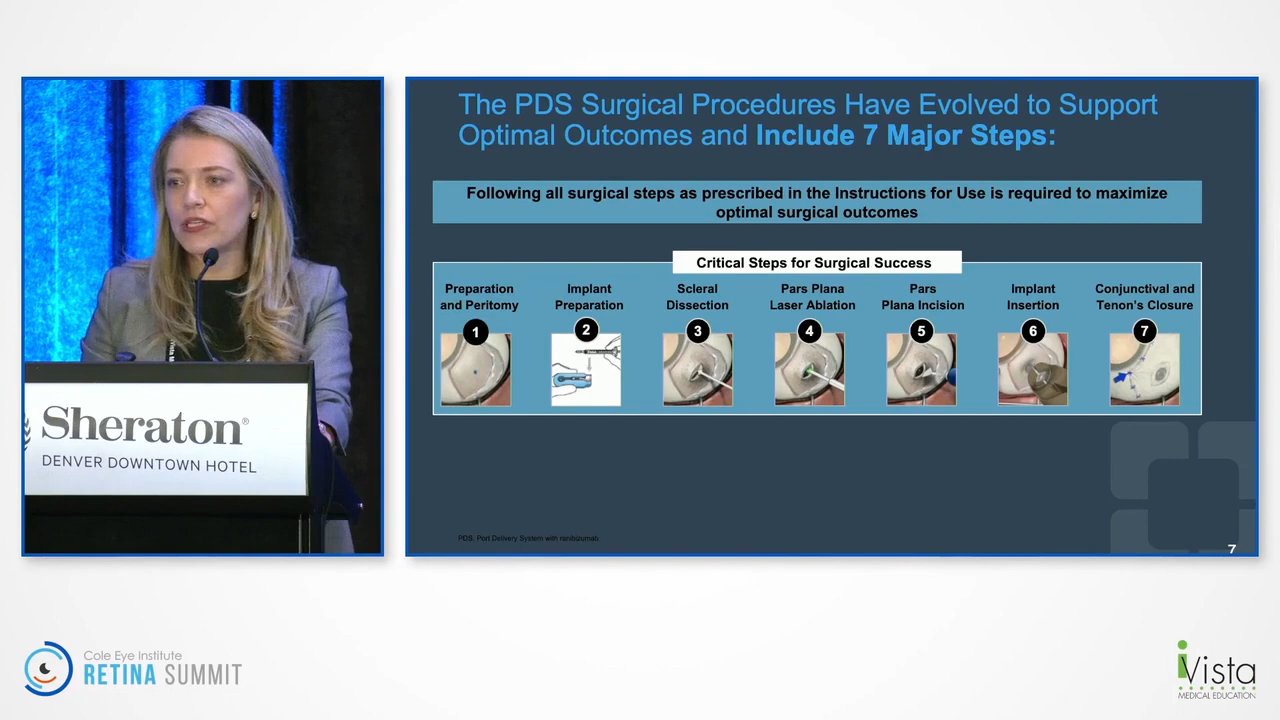 The PDS Surgical Procedures Have Evolved to Support
Optimal Outcomes and Include 7 Major Steps:
Following all surgical steps as prescribed in the Instructions for Use is required to maximize
optimal surgical outcomes
Critical Steps for Surgical Success
Preparation
and Peritomy
1
Implant
Preparation
2
Scleral
Dissection
3
Pars Plana
Laser Ablation
4
Pars
Plana Incision
5
Implant
Insertion
6
Conjunctival and
Tenon's Closure
7
PDS, Port Delivery System with ranibizumab
7
Sheraton®
DENVER DOWNTOWN HOTEL
Cole Eye Institute
RETINA SUMMIT
iVista
MEDICAL EDUCATION